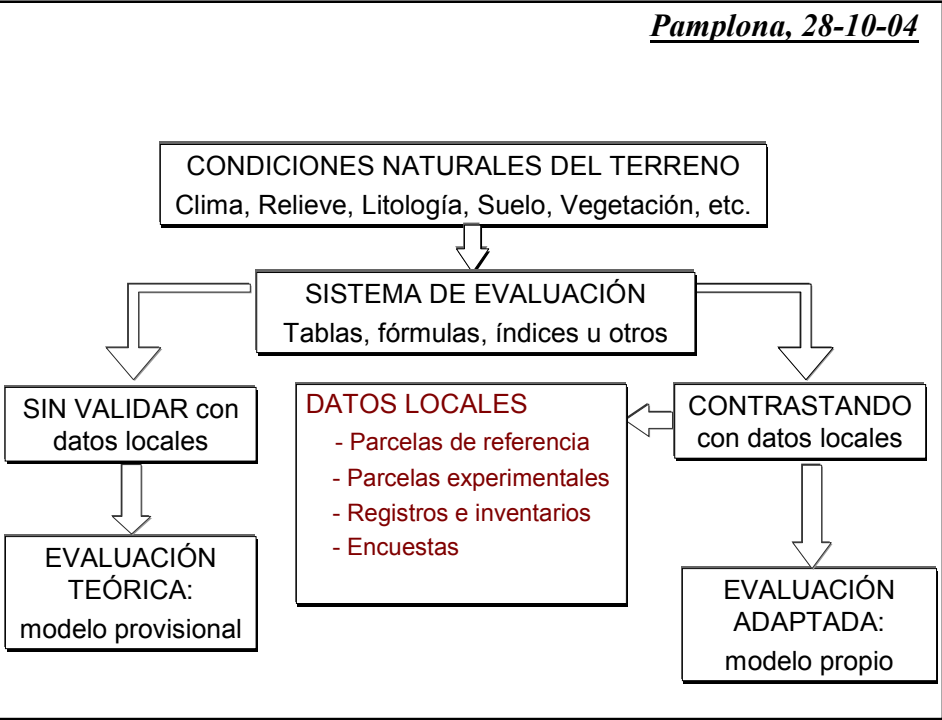 Pamplona, 28-10-04
CONDICIONES NATURALES DEL TERRENO
Clima, Relieve, Litología, Suelo, Vegetación, etc.
SISTEMA DE EVALUACIÓN
Tablas, fórmulas, índices u otros
SIN VALIDAR con
datos locales
DATOS LOCALES
- Parcelas de referencia
- Parcelas experimentales
- Registros e inventarios
- Encuestas
CONTRASTANDO
con datos locales
EVALUACIÓN
TEÓRICA:
modelo provisional
EVALUACIÓN
ADAPTADA:
modelo propio